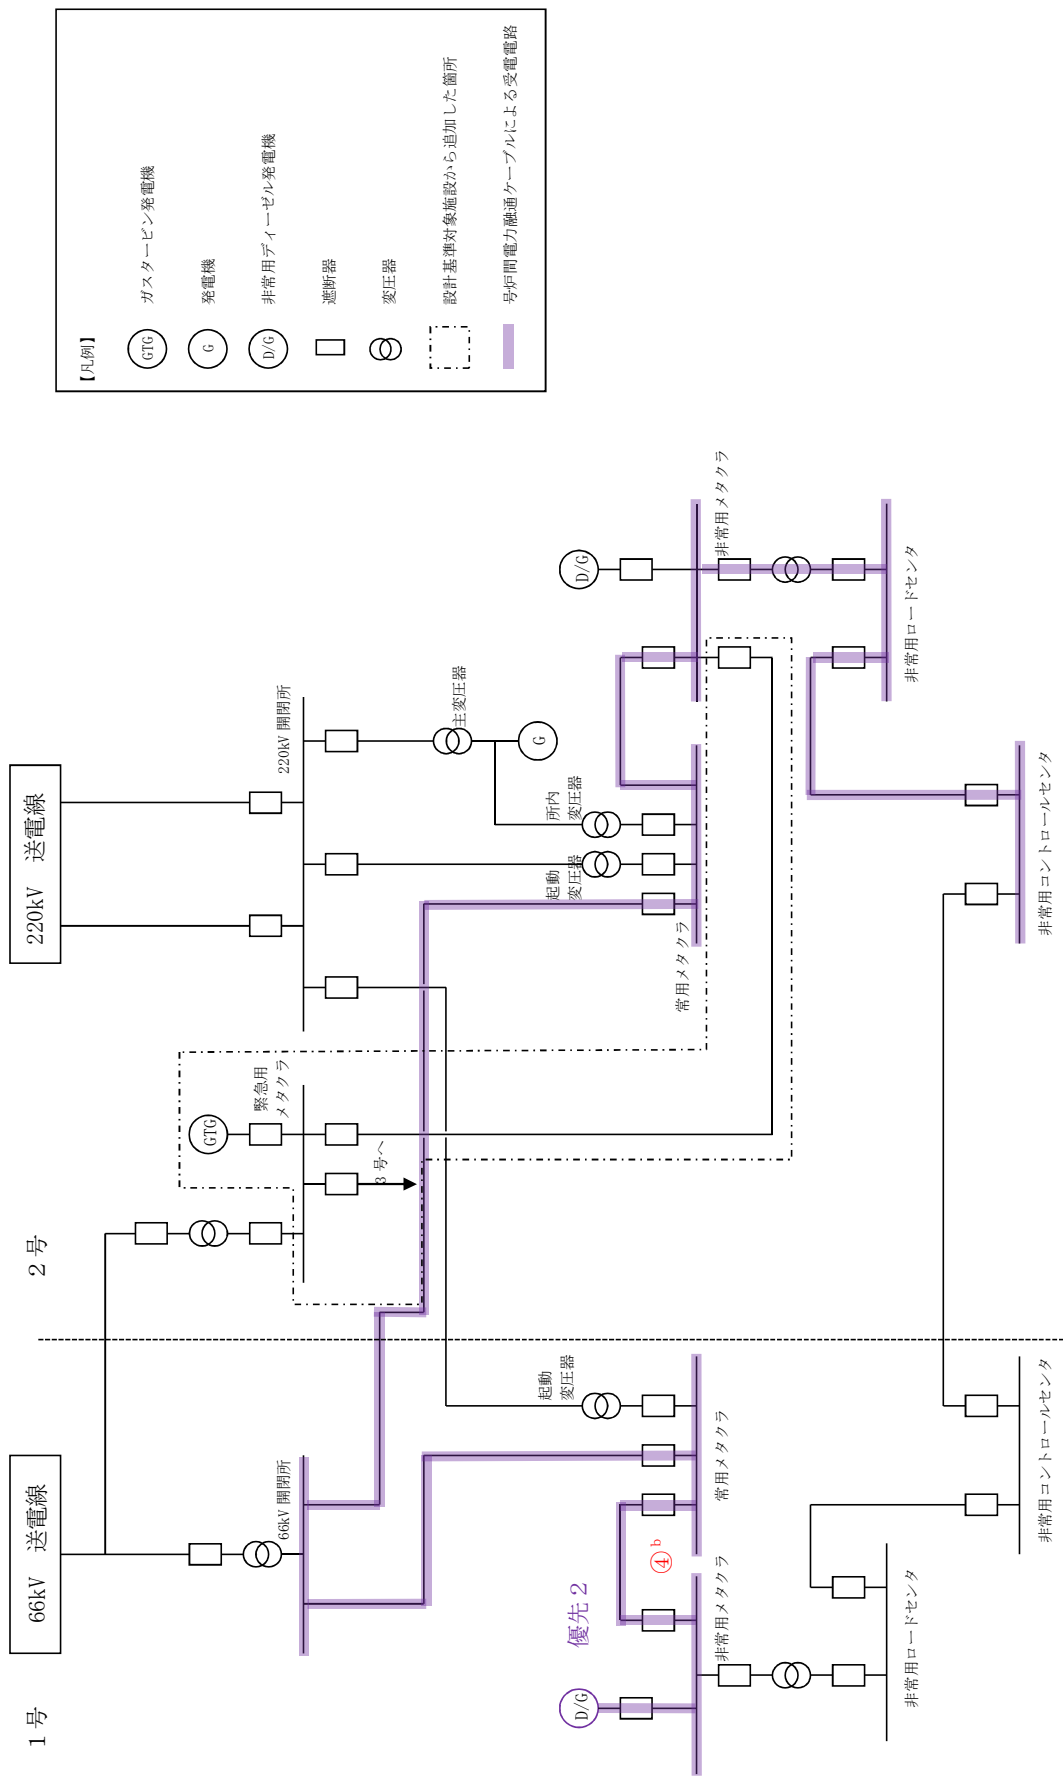 【凡例】
GTG ガスタービン発電機
G 発電機
D/G 非常用ディーゼル発電機
遮断器
変圧器
設計基準対象施設から追加した箇所
号炉間電力融通ケーブルによる受電電路
1号
2号
66kV 送電線
220kV 送電線
66kV 開閉所
220kV 開閉所
GTG
緊急用
メタクラ
3号へ
主変圧器
G
所内
変圧器
起動
変圧器
起動
変圧器
D/G
D/G
優先2
④b
非常用メタクラ
常用メタクラ
常用メタクラ
非常用メタクラ
非常用ロードセンタ
非常用ロードセンタ
非常用コントロールセンタ
非常用コントロールセンタ